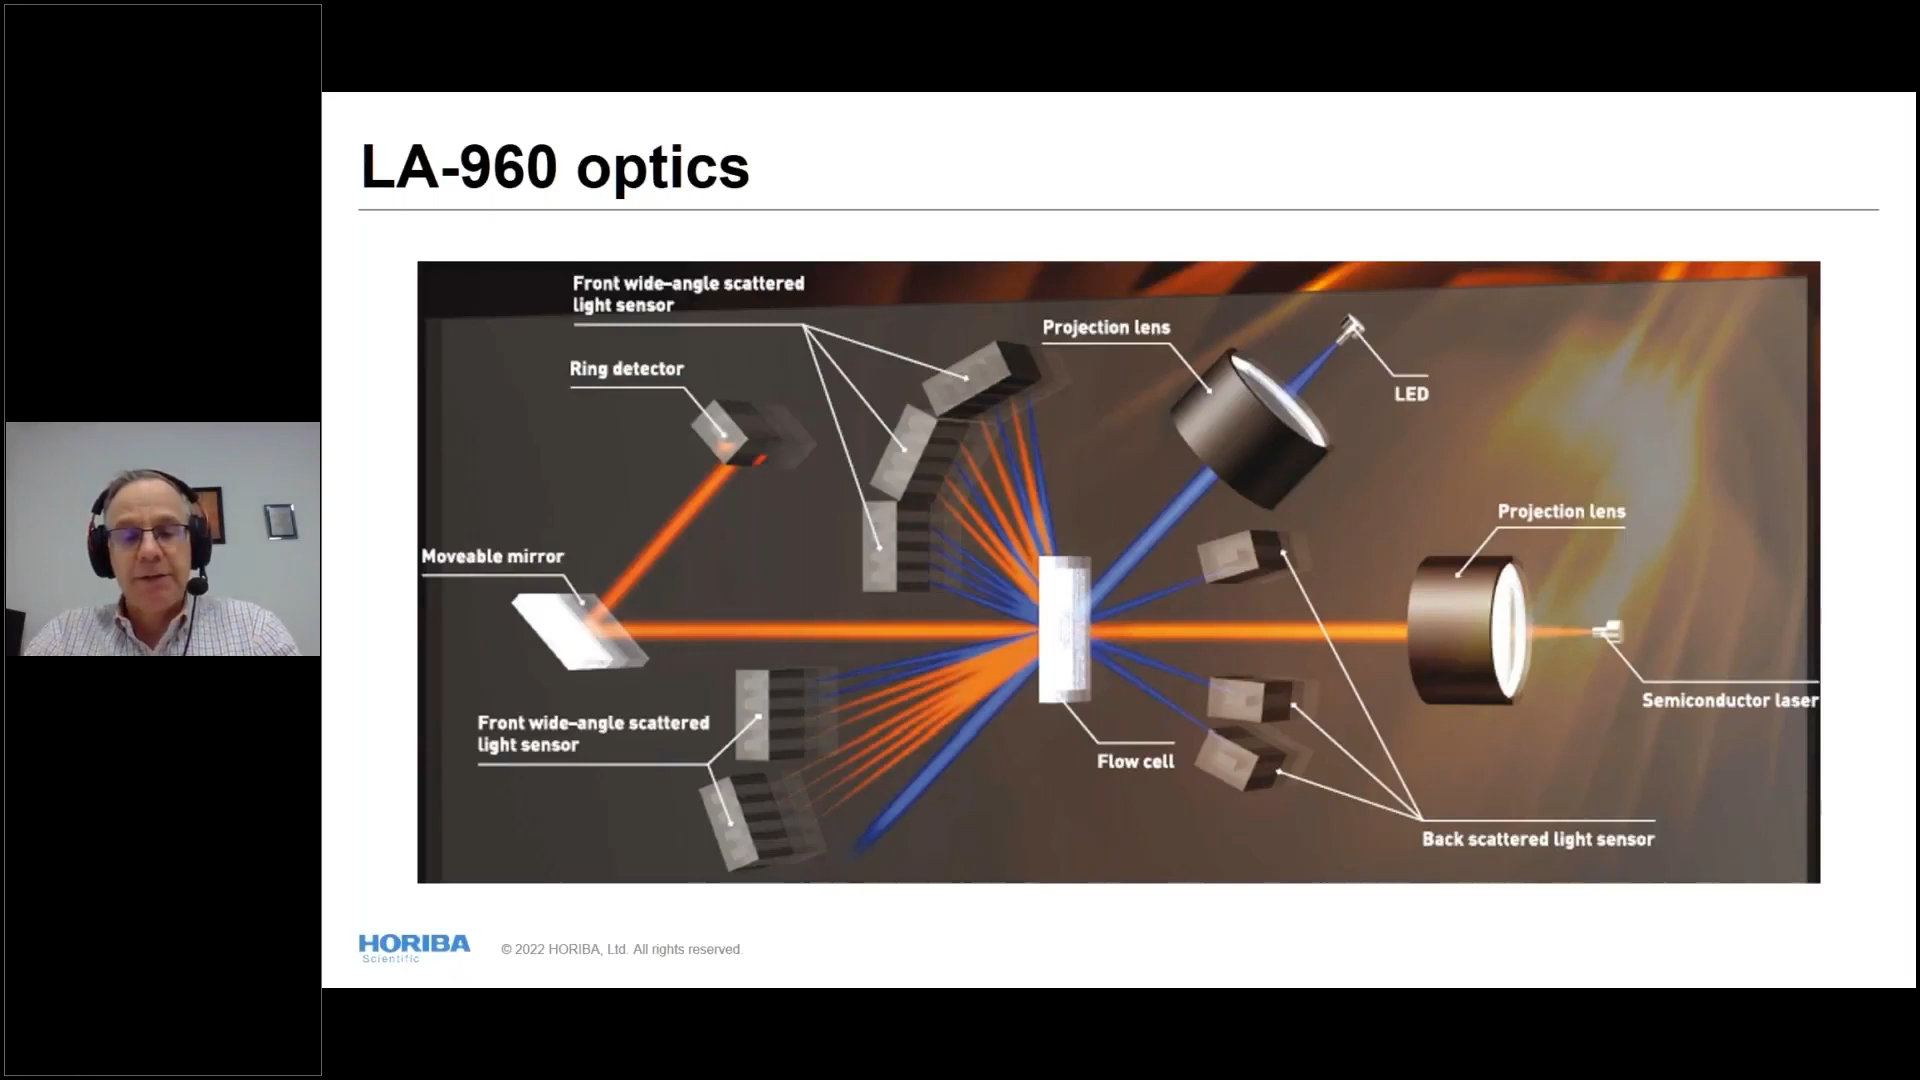 LA-960 optics
Front wide-angle scattered
light sensor
Ring detector
Projection lens
LED
Projection lens
Moveable mirror
Semiconductor laser
Front wide-angle scattered
light sensor
Flow cell
Back scattered light sensor
HORIBA
Scientific
© 2022 HORIBA, Ltd. All rights reserved.